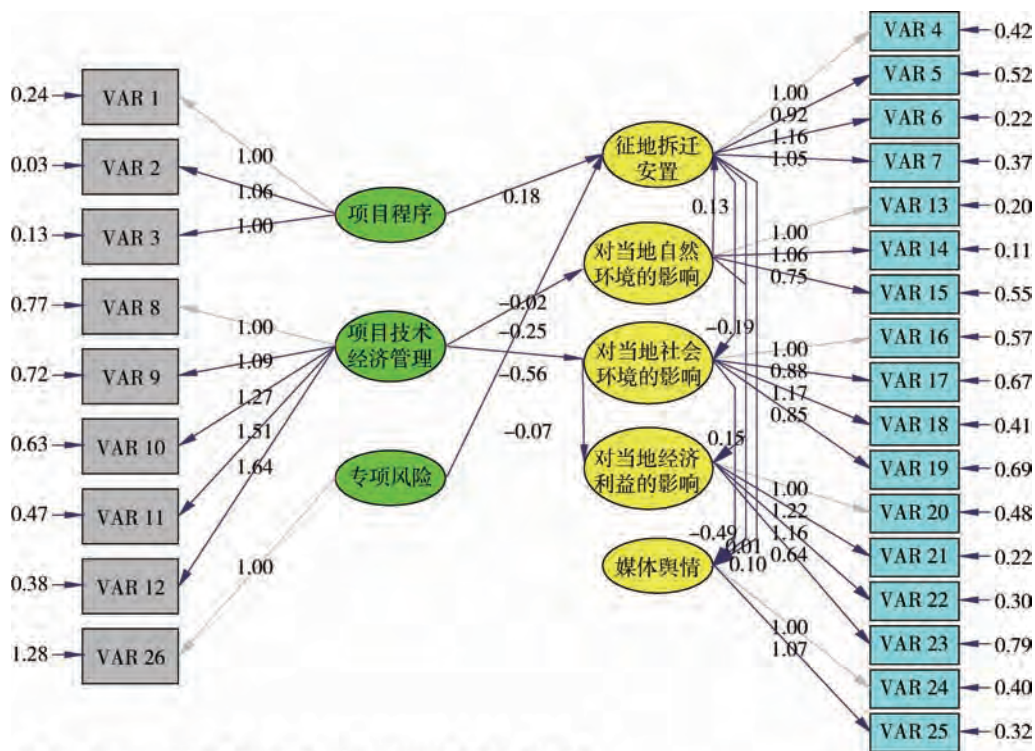 0.24
VAR 1
0.03
VAR 2
0.13
VAR 3
0.77
VAR 8
0.72
VAR 9
0.63
VAR 10
0.47
VAR 11
0.38
VAR 12
1.28
VAR 26
1.00
1.06
1.00
1.00
1.09
1.27
1.51
1.64
1.00
项目程序
项目技术
经济管理
专项风险
0.18
−0.02
−0.25
−0.56
−0.07
征地拆迁
安置
对当地自然
环境的影响
对当地社会
环境的影响
对当地经济
利益的影响
媒体舆情
0.13
−0.19
0.15
−0.49
0.01
0.10
1.00
0.92
1.16
1.05
1.00
1.06
0.75
1.00
0.88
1.17
0.85
1.00
1.22
1.16
0.64
1.00
1.07
VAR 4
0.42
VAR 5
0.52
VAR 6
0.22
VAR 7
0.37
VAR 13
0.20
VAR 14
0.11
VAR 15
0.55
VAR 16
0.57
VAR 17
0.67
VAR 18
0.41
VAR 19
0.69
VAR 20
0.48
VAR 21
0.22
VAR 22
0.30
VAR 23
0.79
VAR 24
0.40
VAR 25
0.32